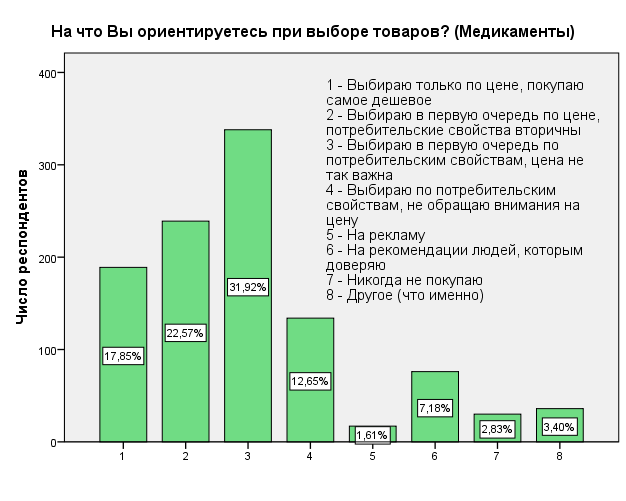 На что Вы ориентируетесь при выборе товаров? (Медикаменты)
Число респондентов
400
300
200
100
0
1 - Выбираю только по цене, покупаю
самое дешевое
2 - Выбираю в первую очередь по цене,
потребительские свойства вторичны
3 - Выбираю в первую очередь по
потребительским свойствам, цена не
так важна
4 - Выбираю по потребительским
свойствам, не обращаю внимания на
цену
5 - На рекламу
6 - На рекомендации людей, которым
доверяю
7 - Никогда не покупаю
8 - Другое (что именно)
17,85%
22,57%
31,92%
12,65%
1,61%
7,18%
2,83%
3,40%
1 2 3 4 5 6 7 8